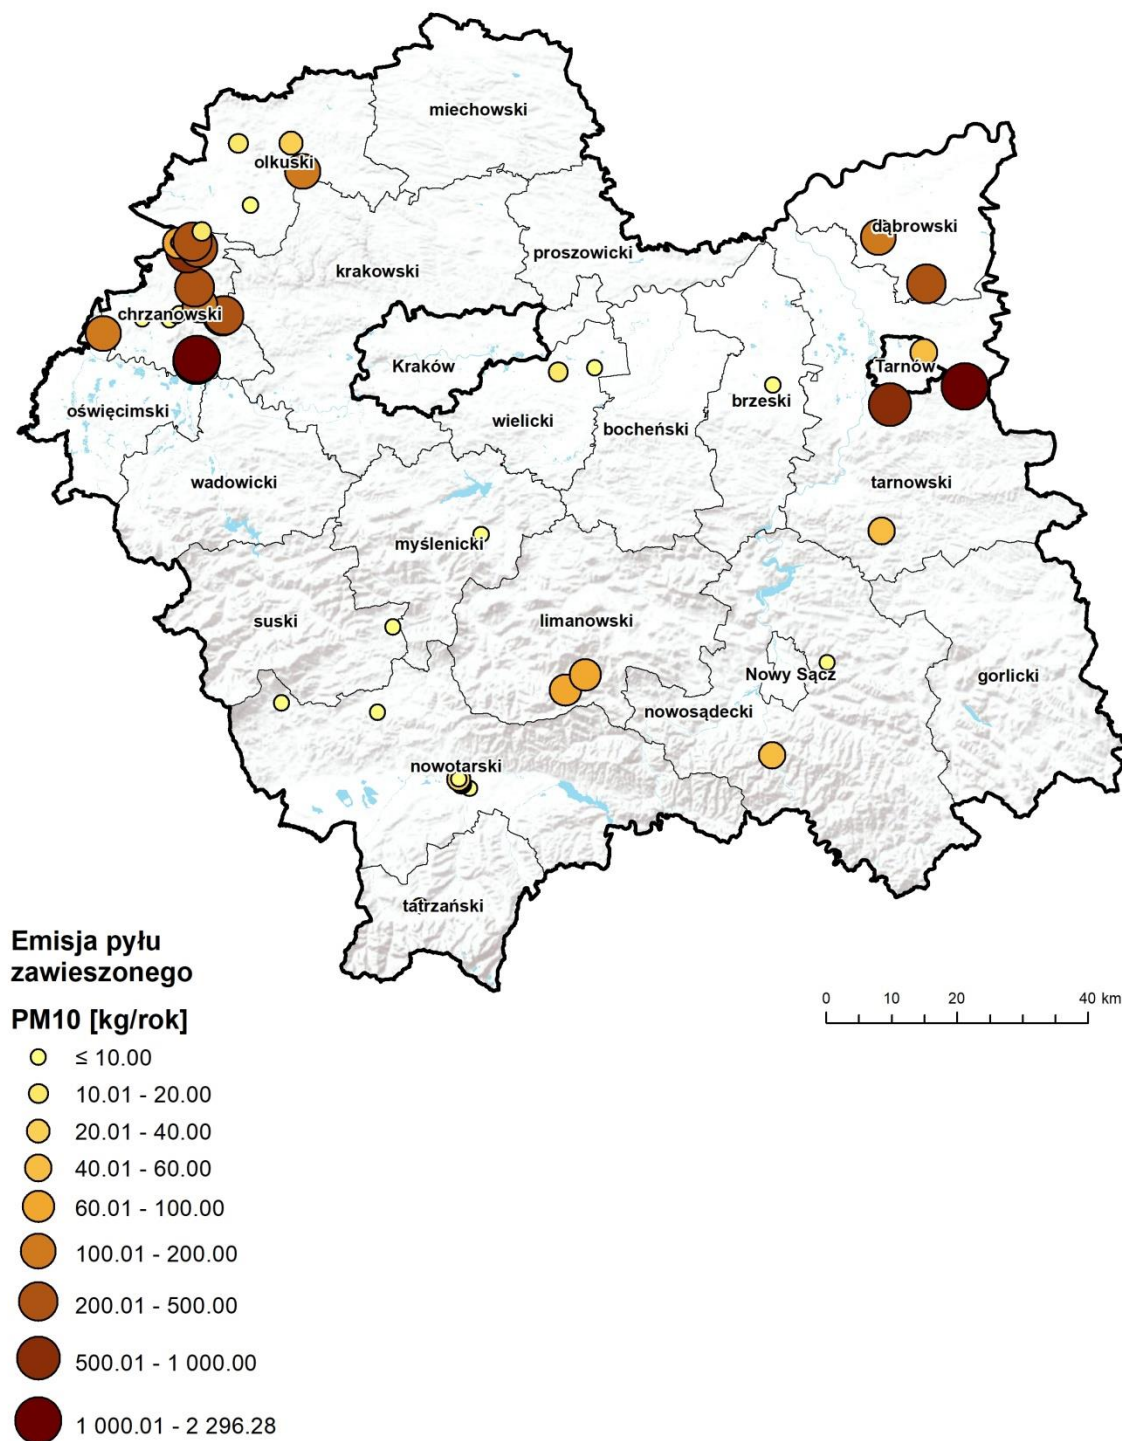 miechowski
olkuski
dąbrowski
proszowicki
krakowski
chrzanowski
Kraków
Tarnów
oświęcimski
brzeski
wielicki
bocheński
wadowicki
tarnowski
myślenicki
suski
limanowski
Nowy Sącz
gorlicki
nowosądecki
nowotarski
tatrzański
Emisja pyłu
zawieszonego
PM10 [kg/rok]
≤ 10.00
10.01 - 20.00
20.01 - 40.00
40.01 - 60.00
60.01 - 100.00
100.01 - 200.00
200.01 - 500.00
500.01 - 1 000.00
1 000.01 - 2 296.28
0 10 20 40 km